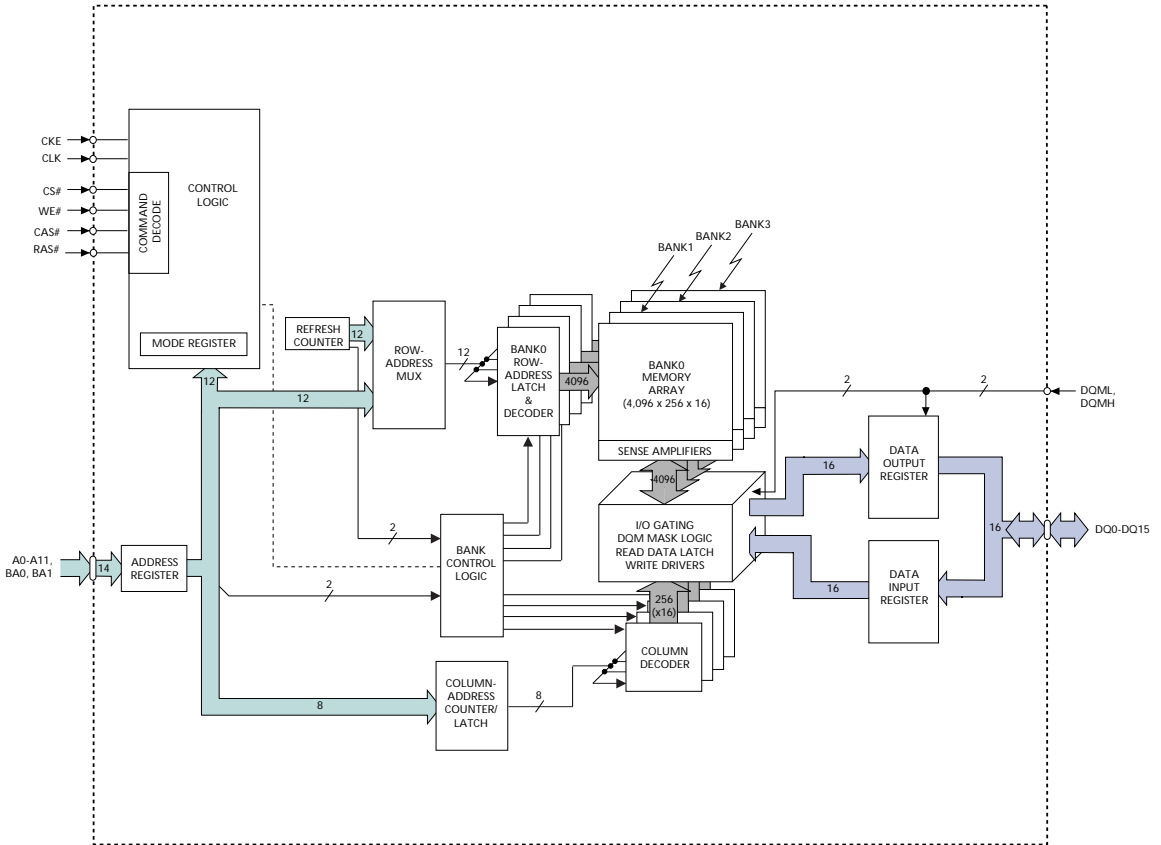 CKE
CLK
CS#
WE#
CAS#
RAS#
COMMAND
DECODE
CONTROL
LOGIC
MODE REGISTER
12
REFRESH
COUNTER
12
ROW-
ADDRESS
MUX
12
12
BANK0
ROW-
ADDRESS
LATCH
&
DECODER
4096
BANK1
BANK2
BANK3
BANK0
MEMORY
ARRAY
(4,096 x 256 x 16)
SENSE AMPLIFIERS
4096
I/O GATING
DQM MASK LOGIC
READ DATA LATCH
WRITE DRIVERS
2
2
DQML,
DQMH
16
DATA
OUTPUT
REGISTER
16
DQ0-DQ15
16
DATA
INPUT
REGISTER
A0-A11,
BA0, BA1
14
ADDRESS
REGISTER
2
2
BANK
CONTROL
LOGIC
256
(x16)
COLUMN
DECODER
8
COLUMN-
ADDRESS
COUNTER/
LATCH
8